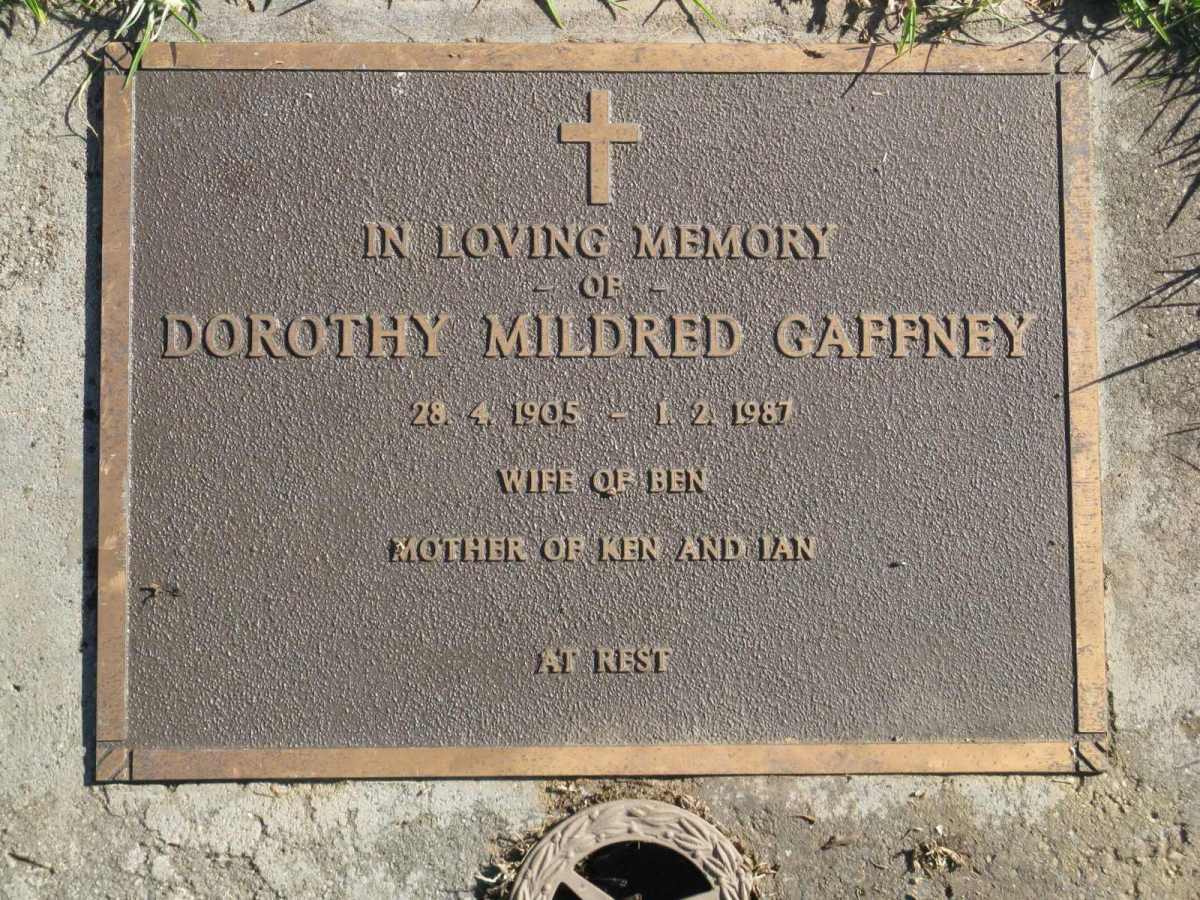 IN LOVING MEMORY
- OF -
DOROTHY MILDRED GAFFNEY
28. 4. 1905 - 1. 2. 1987
WIFE OF BEN
MOTHER OF KEN AND IAN
AT REST